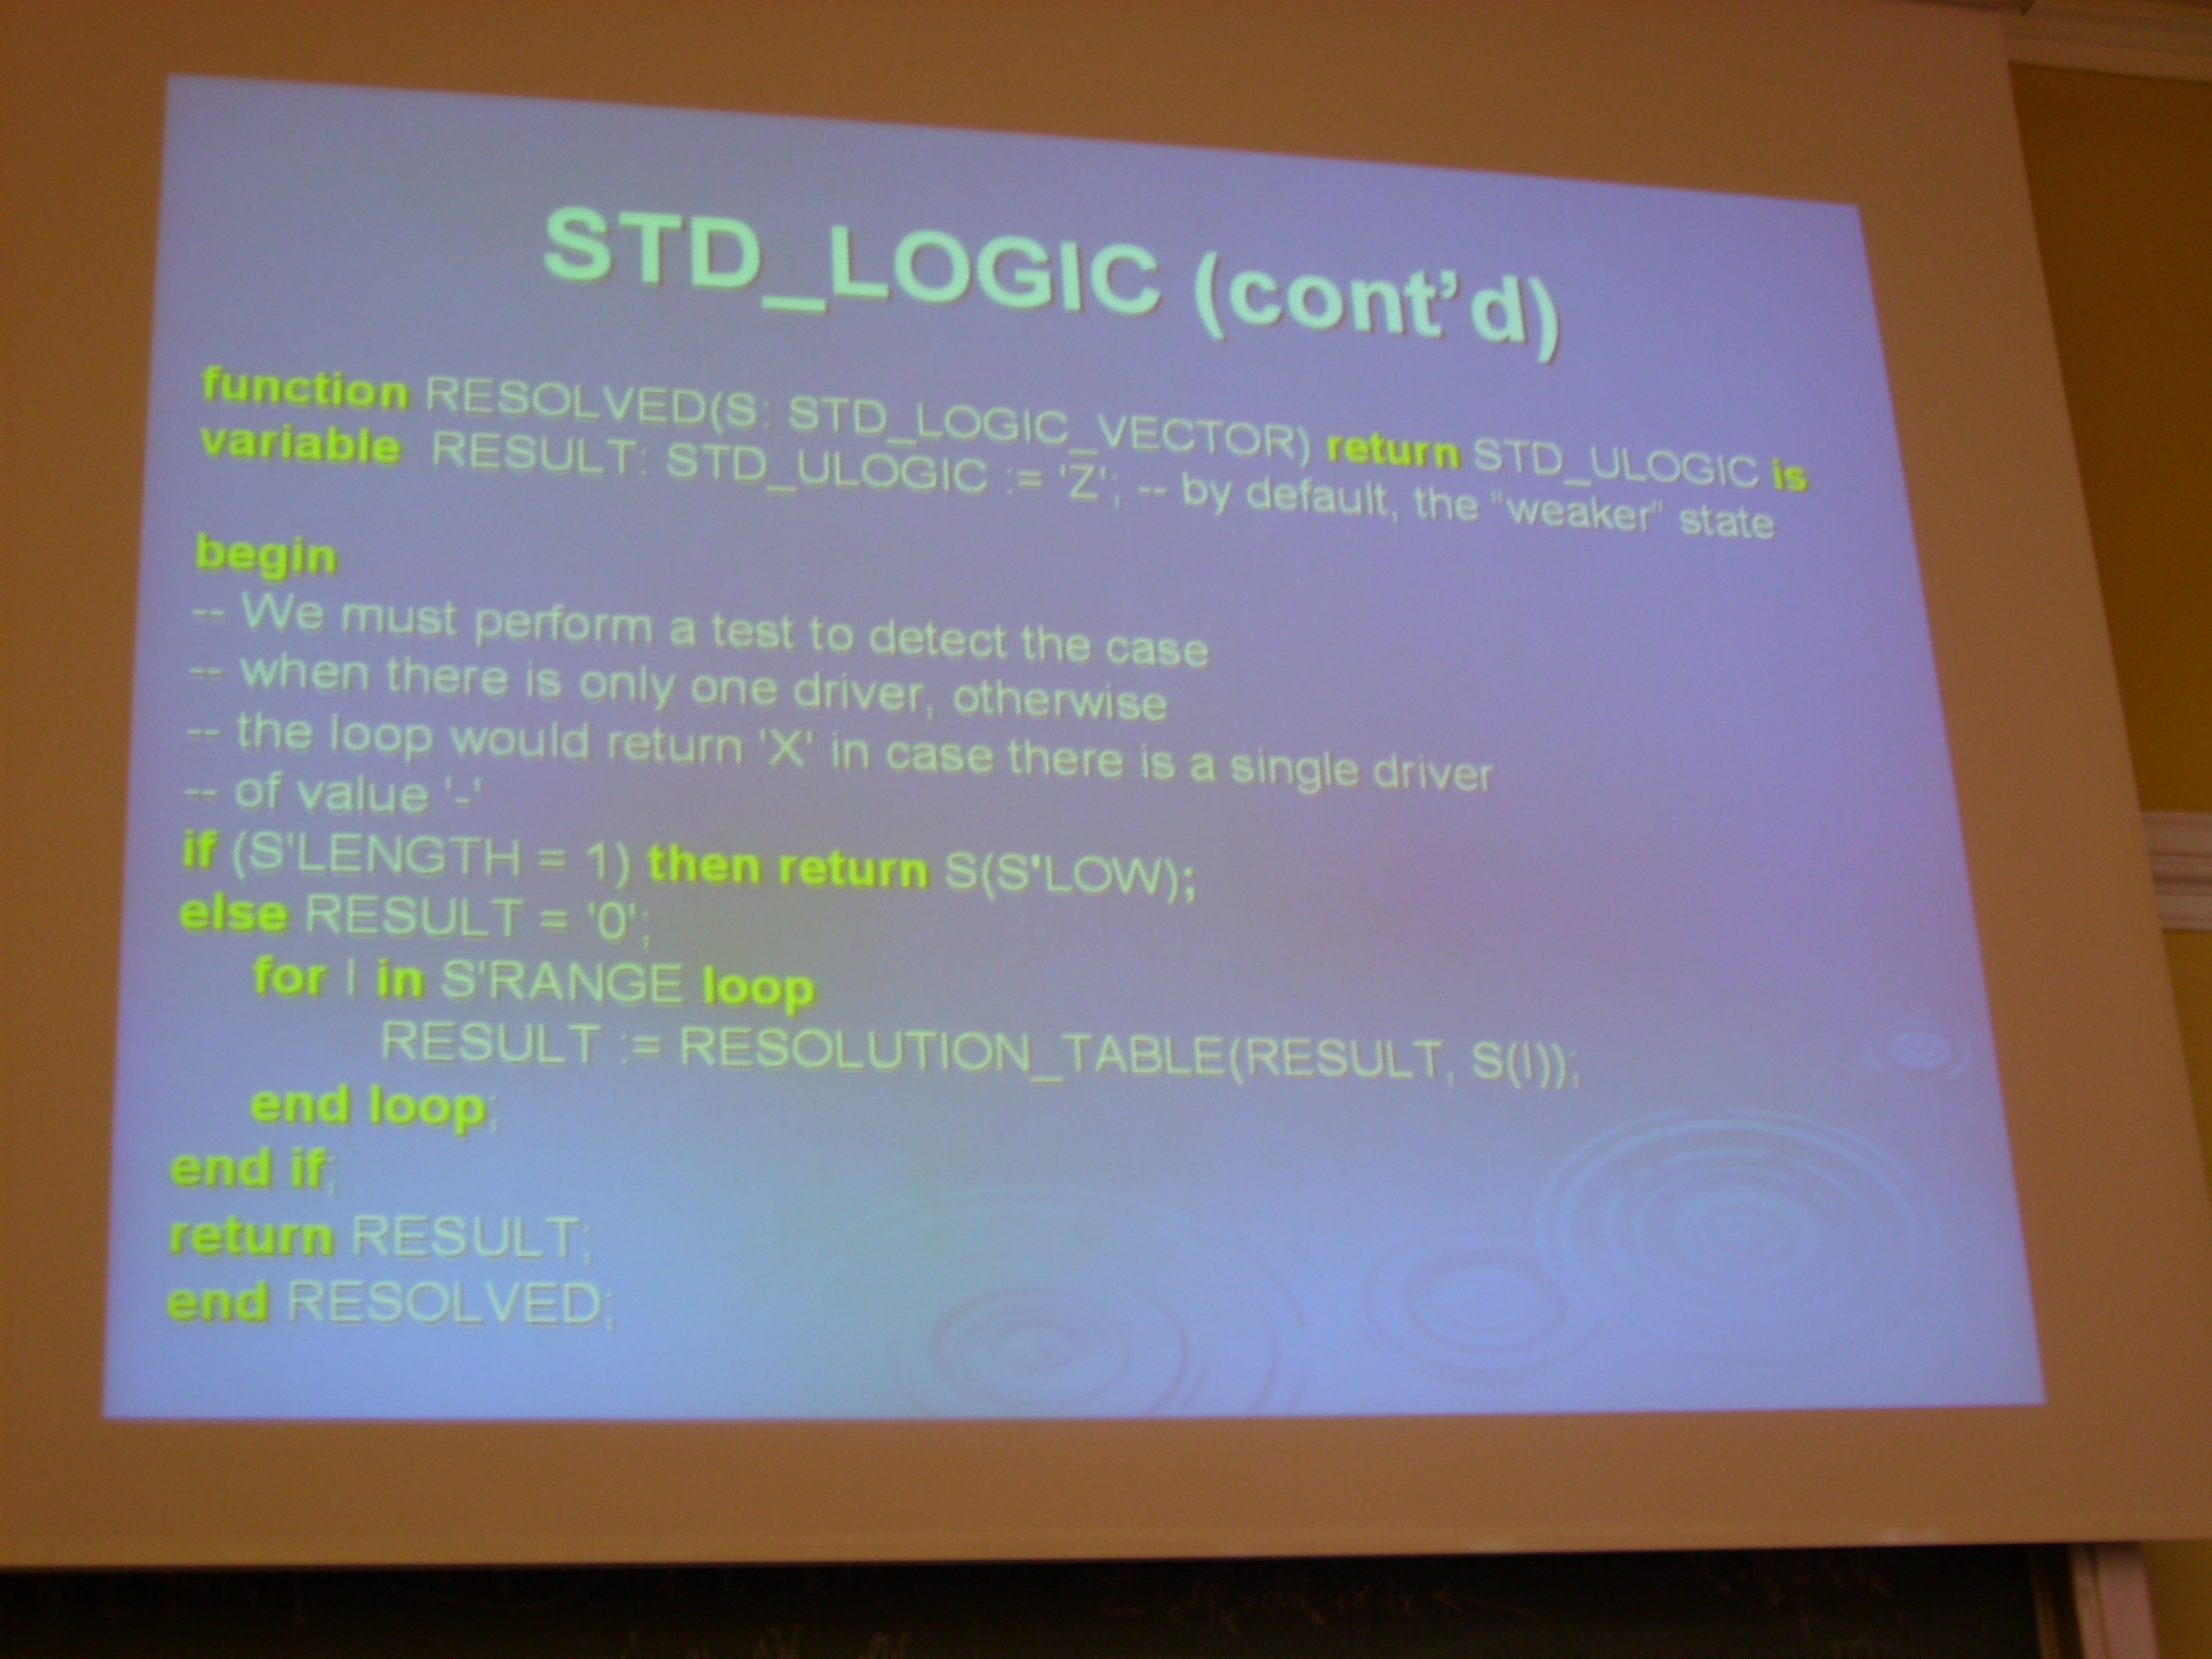 STD_LOGIC (cont’d)
function RESOLVED(S: STD_LOGIC_VECTOR) return STD_ULOGIC is
variable RESULT: STD_ULOGIC := 'Z'; -- by default, the “weaker” state
begin
-- We must perform a test to detect the case
-- when there is only one driver, otherwise
-- the loop would return 'X' in case there is a single driver
-- of value '-'
if (S'LENGTH = 1) then return S(S'LOW);
else RESULT = '0';
for I in S'RANGE loop
RESULT := RESOLUTION_TABLE(RESULT, S(I));
end loop;
end if;
return RESULT;
end RESOLVED;